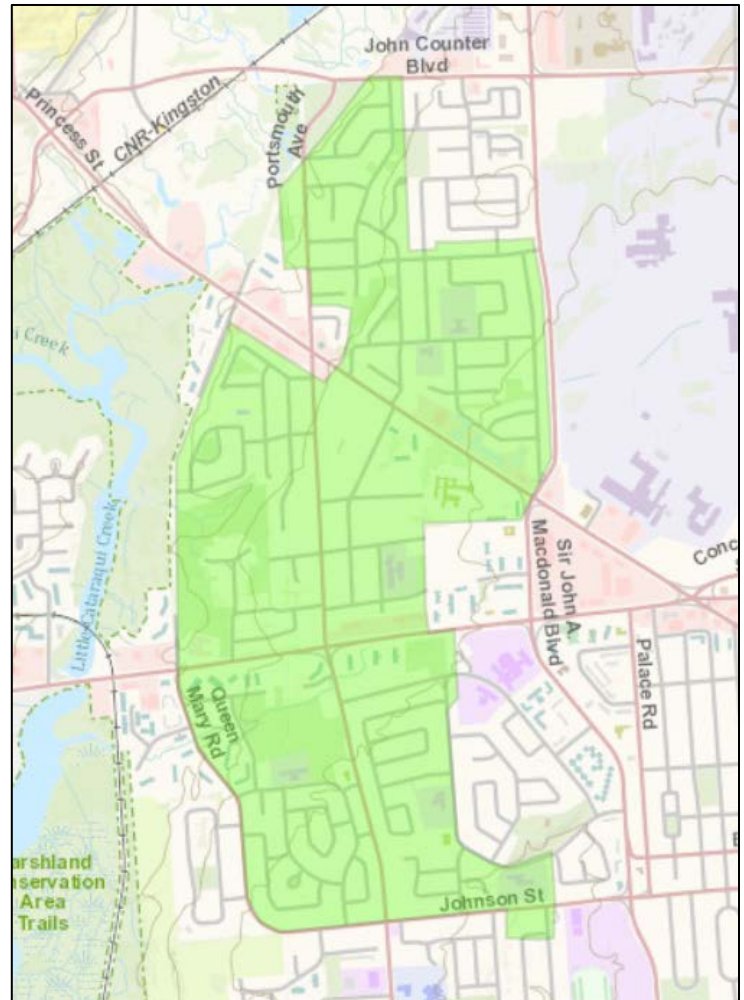 John Counter
Blvd
Princess St
CNR-Kingston
Portsmouth
Ave
Creek
Little Cataraqui Creek
Sir John A.
Macdonald Blvd
Conc
Palace Rd
Queen
Mary Rd
arshland
nservation
Area
Trails
Johnson St